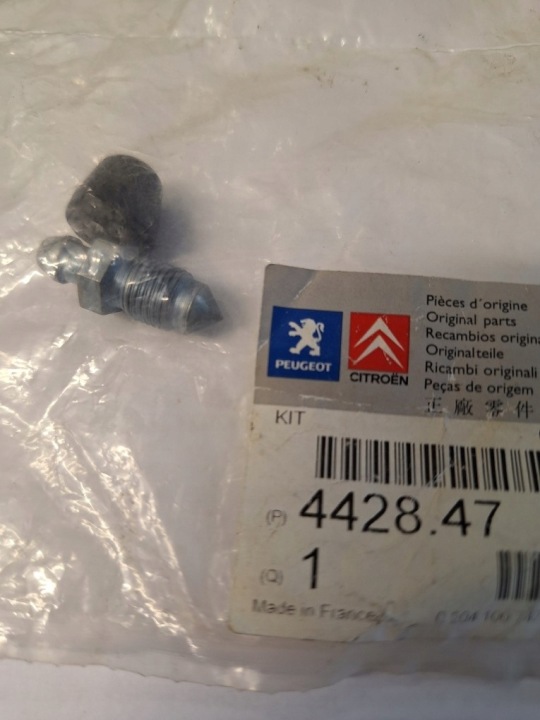 Pièces d'origine
Original parts
Recambios origina
Originalteile
Ricambi originali
Peças de origem
正廠零件
PEUGEOT
CITROËN
KIT
(P) 4428.47
(Q) 1
Made in France